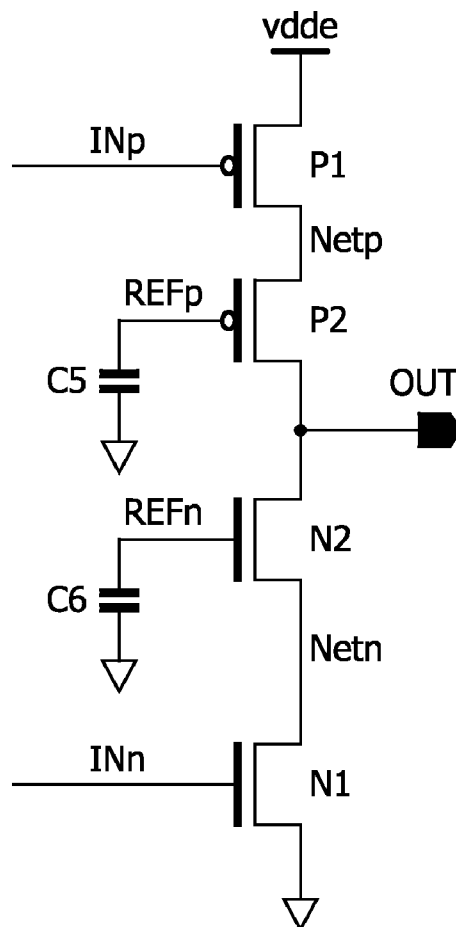 vdde
INp
P1
Netp
REFp
P2
C5
OUT
REFn
N2
C6
Netn
INn
N1